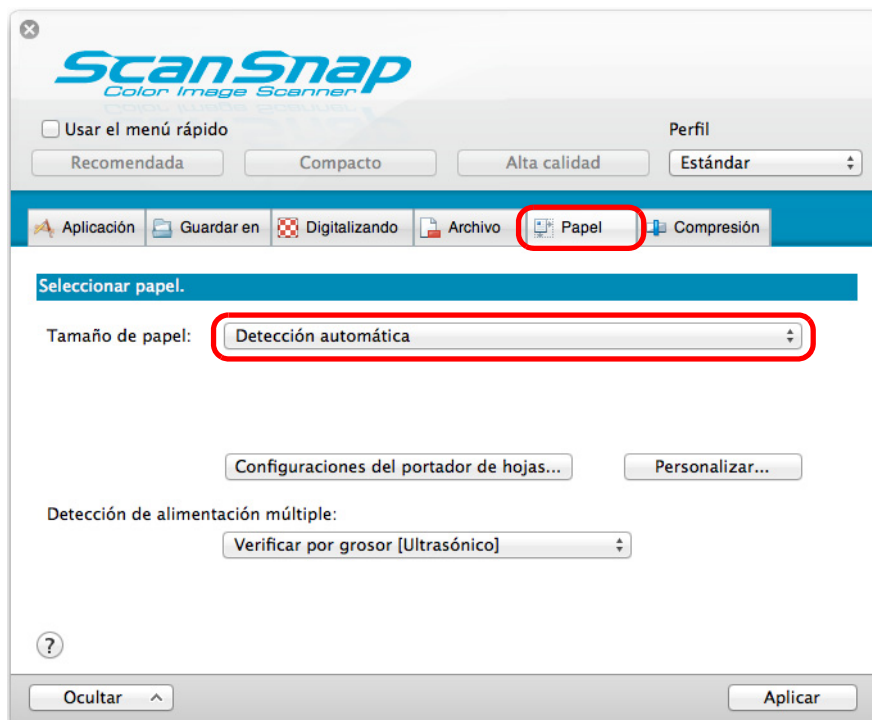 ScanSnap
Color Image Scanner
Usar el menú rápido
Perfil
Recomendada Compacto Alta calidad Estándar
Aplicación Guardar en Digitalizando Archivo Papel Compresión
Seleccionar papel.
Tamaño de papel: Detección automática
Configuraciones del portador de hojas... Personalizar...
Detección de alimentación múltiple:
Verificar por grosor [Ultrasónico]
?
Ocultar Aplicar